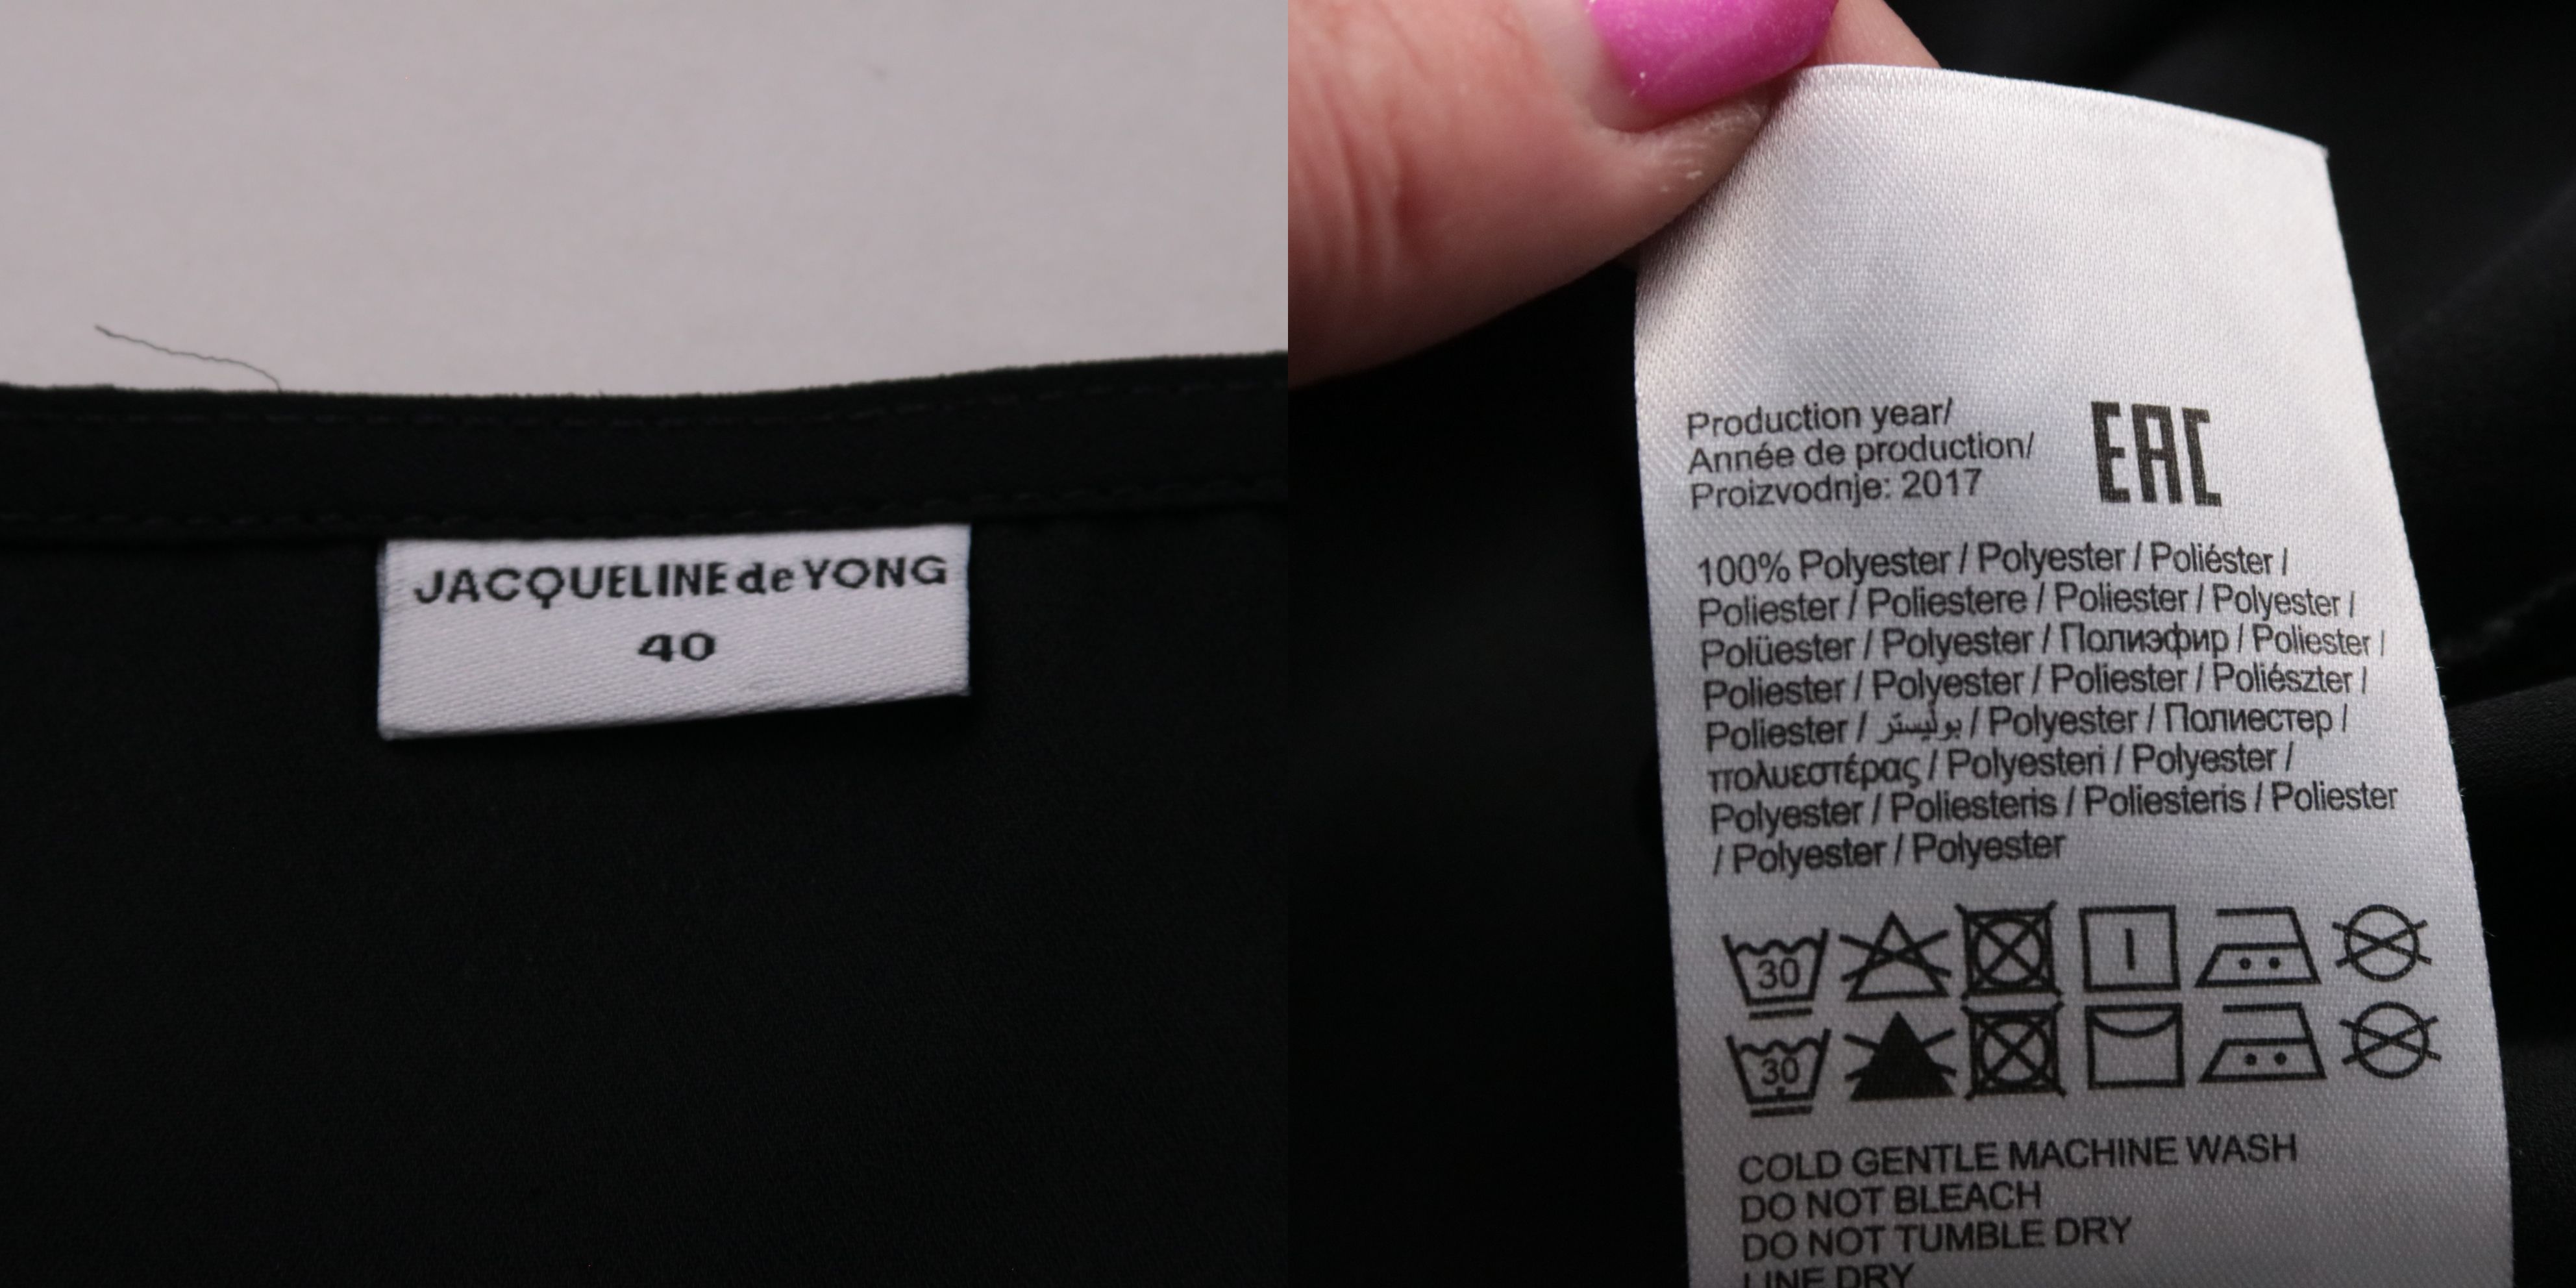 JACQUELINE de YONG
40
Production year/
Année de production/
Proizvodnje: 2017
EAC
100% Polyester / Polyester / Poliéster /
Poliester / Poliestere / Poliester / Polyester /
Polüester / Polyester / Полиэфир / Poliester /
Poliester / Polyester / Poliester / Poliészter /
Poliester / بوليستر / Polyester / Полиестер /
πολυεστέρας / Polyesteri / Polyester /
Polyester / Poliesteris / Poliesteris / Poliester
/ Polyester / Polyester
30
30
COLD GENTLE MACHINE WASH
DO NOT BLEACH
DO NOT TUMBLE DRY
LINE DRY